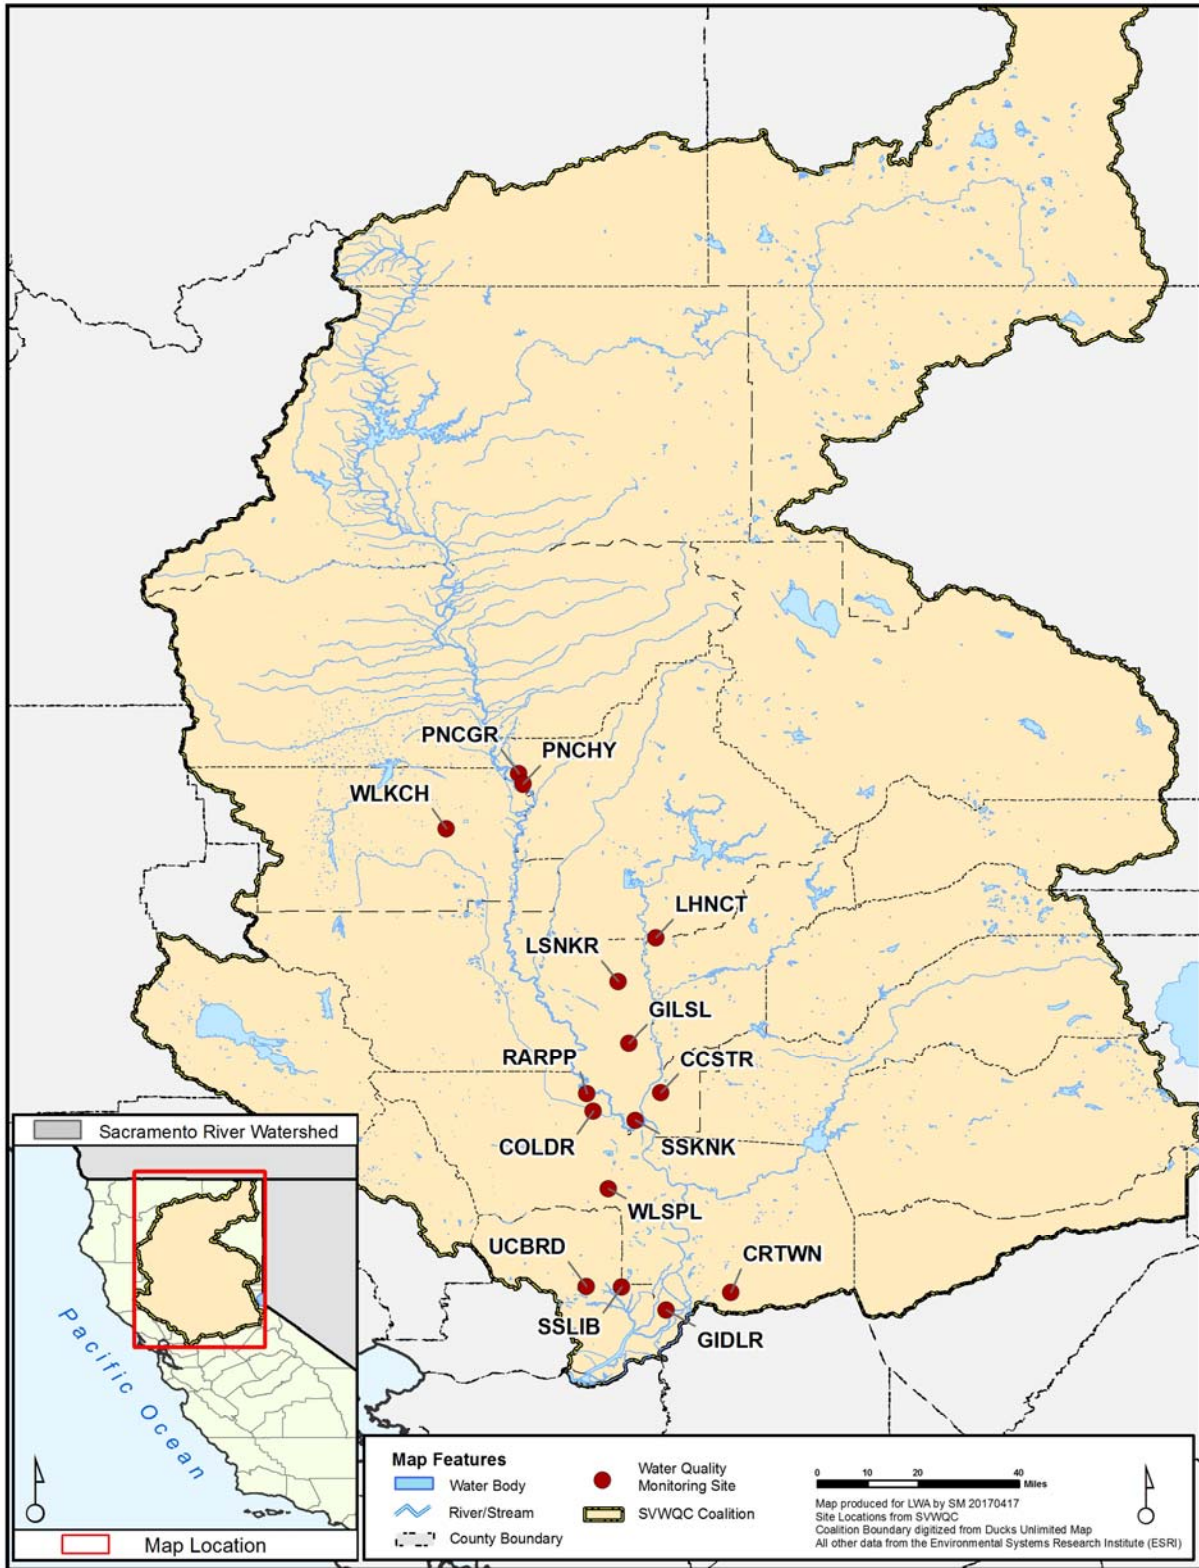 PNCGR
PNCHY
WLKCH
LHNCT
LSNKR
GILSL
RARPP
CCSTR
COLDR
SSKNK
WLSPL
UCBRD
CRTWN
SSLIB
GIDLR
Sacramento River Watershed
Pacific Ocean
Map Location
Map Features
Water Body
River/Stream
County Boundary
Water Quality
Monitoring Site
SVWQC Coalition
0 10 20 40
Miles
Map produced for LWA by SM 20170417
Site Locations from SVWQC
Coalition Boundary digitized from Ducks Unlimited Map
All other data from the Environmental Systems Research Institute (ESRI)